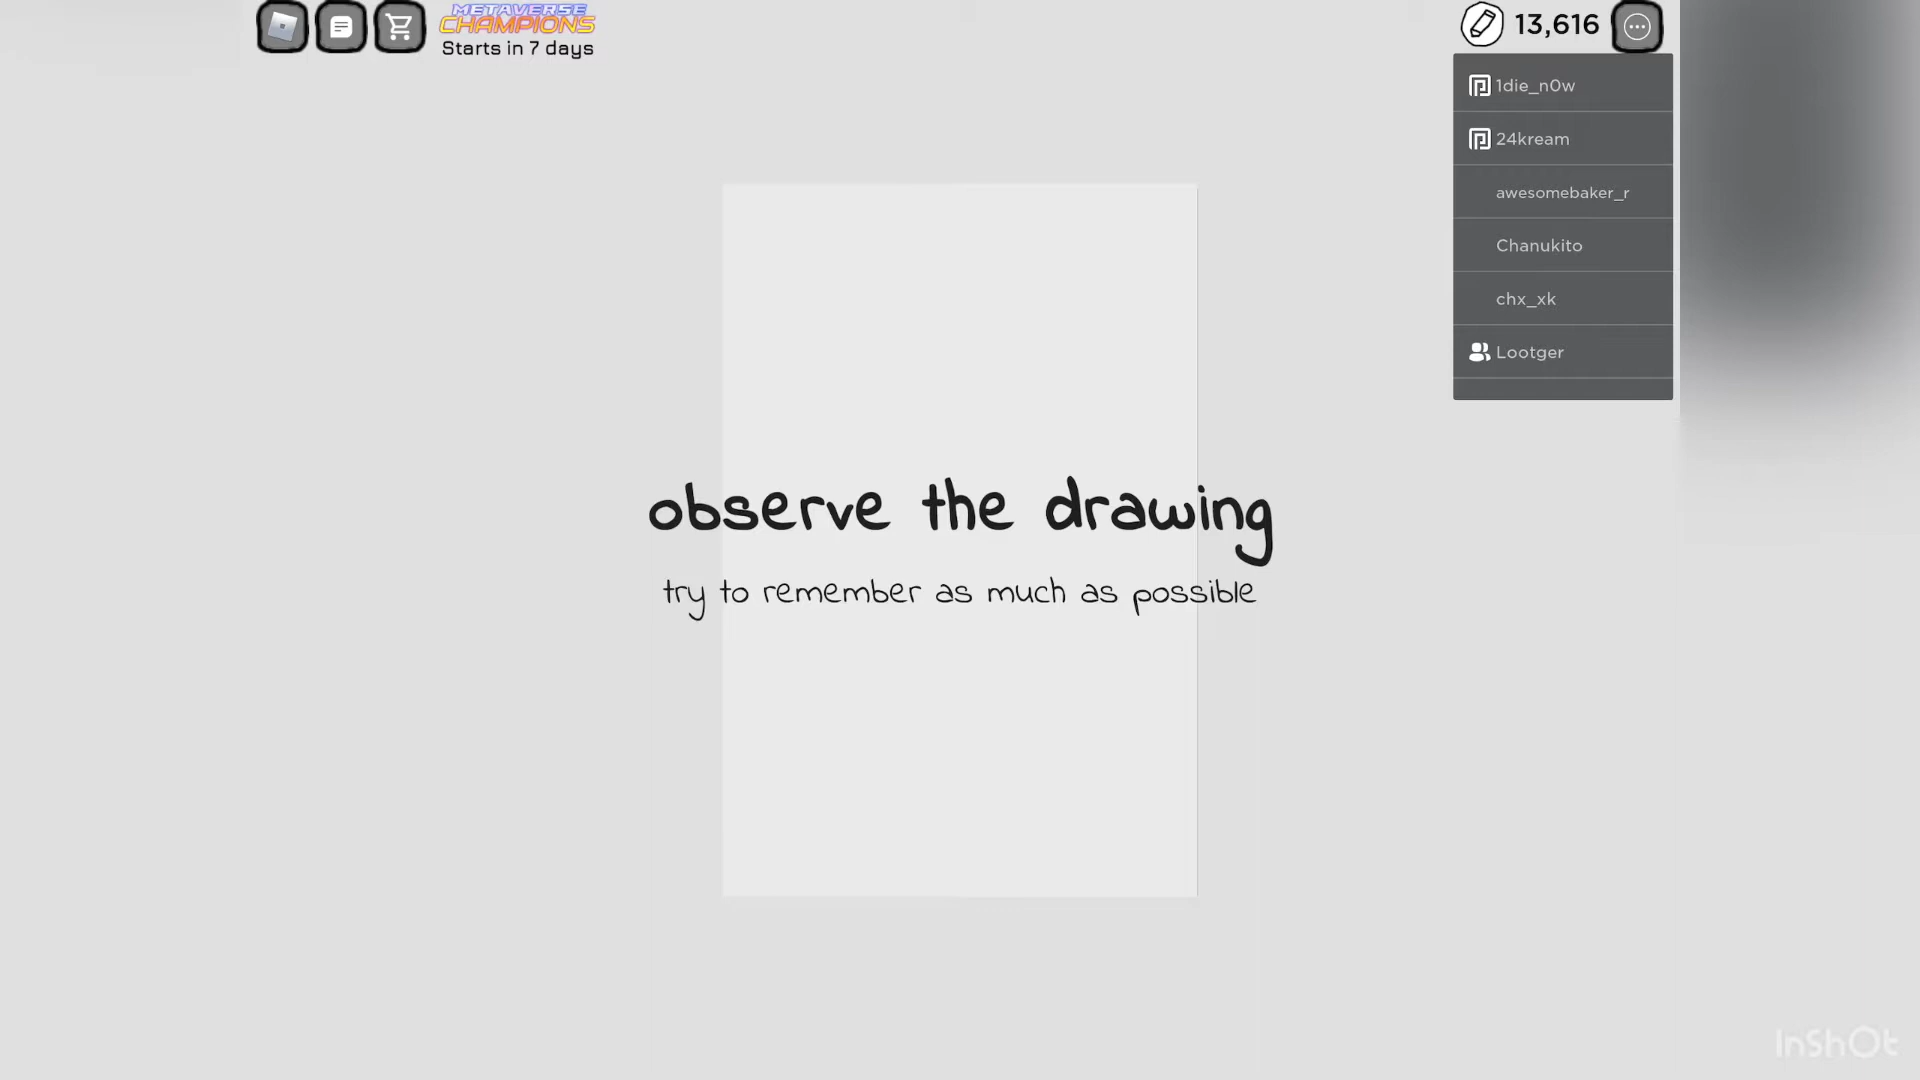 METAVERSE
CHAMPIONS
Starts in 7 days
13,616
1die_n0w
24kream
awesomebaker_r
Chanukito
chx_xk
Lootger
observe the drawing
try to remember as much as possible
InShOt